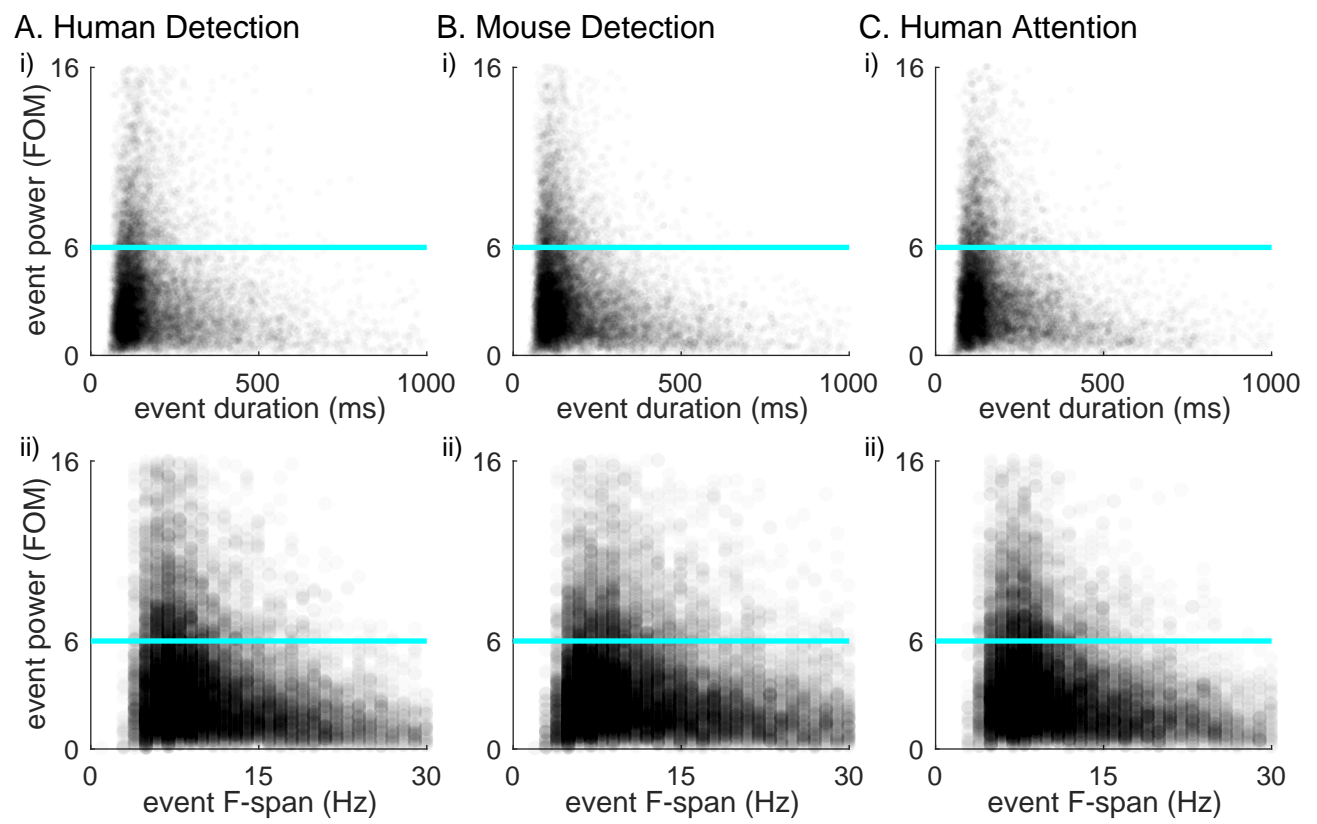 A. Human Detection
B. Mouse Detection
C. Human Attention
i)
16
6
0
event power (FOM)
0
500
1000
event duration (ms)
i)
16
6
0
0
500
1000
event duration (ms)
i)
16
6
0
0
500
1000
event duration (ms)
ii)
16
6
0
event power (FOM)
0
15
30
event F-span (Hz)
ii)
16
6
0
0
15
30
event F-span (Hz)
ii)
16
6
0
0
15
30
event F-span (Hz)